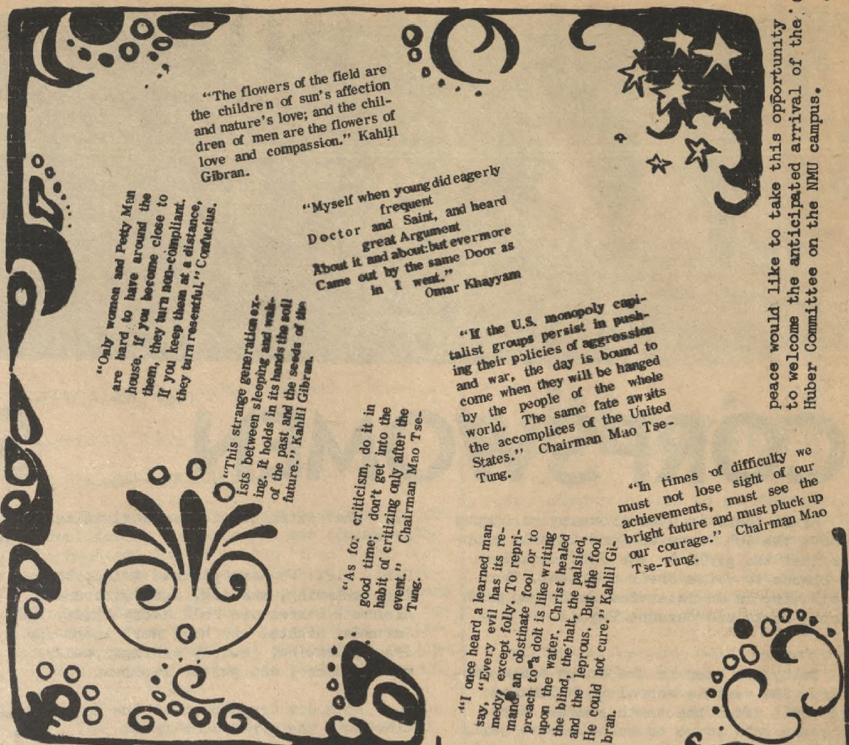 “The flowers of the field are
the children of sun's affection
and nature's love; and the chil-
dren of men are the flowers of
love and compassion.” Kahlil
Gibran.
“Myself when young did eagerly
frequent
Doctor and Saint, and heard
great Argument
About it and about: but evermore
Came out by the same Door as
in I went.”
Omar Khayyam
“Only women and Petty Man
are hard to have around the
house. If you become close to
them, they turn non-compliant.
If you keep them at a distance,
they turn resentful.” Confucius.
“This strange generation ex-
ists between sleeping and wak-
ing. It holds in its hands the soil
of the past and the seeds of the
future.” Kahlil Gibran.
“If the U.S. monopoly capi-
talist groups persist in push-
ing their policies of aggression
and war, the day is bound to
come when they will be hanged
by the people of the whole
world. The same fate awaits
the accomplices of the United
States.” Chairman Mao Tse-
Tung.
“As for criticism, do it in
good time; don't get into the
habit of critizing only after the
event.” Chairman Mao Tse-
Tung.
“In times of difficulty we
must not lose sight of our
achievements, must see the
bright future and must pluck up
our courage.” Chairman Mao
Tse-Tung.
“I once heard a learned man
say, “Every evil has its re-
medy, except folly. To repri-
mand an obstinate fool or to
preach to a dolt is like writing
upon the water. Christ healed
the blind, the halt, the palsied,
and the leprous. But the fool
He could not cure.” Kahlil Gi-
bran.
peace would like to take this opportunity
to welcome the anticipated arrival of the
Huber Committee on the NMU campus.